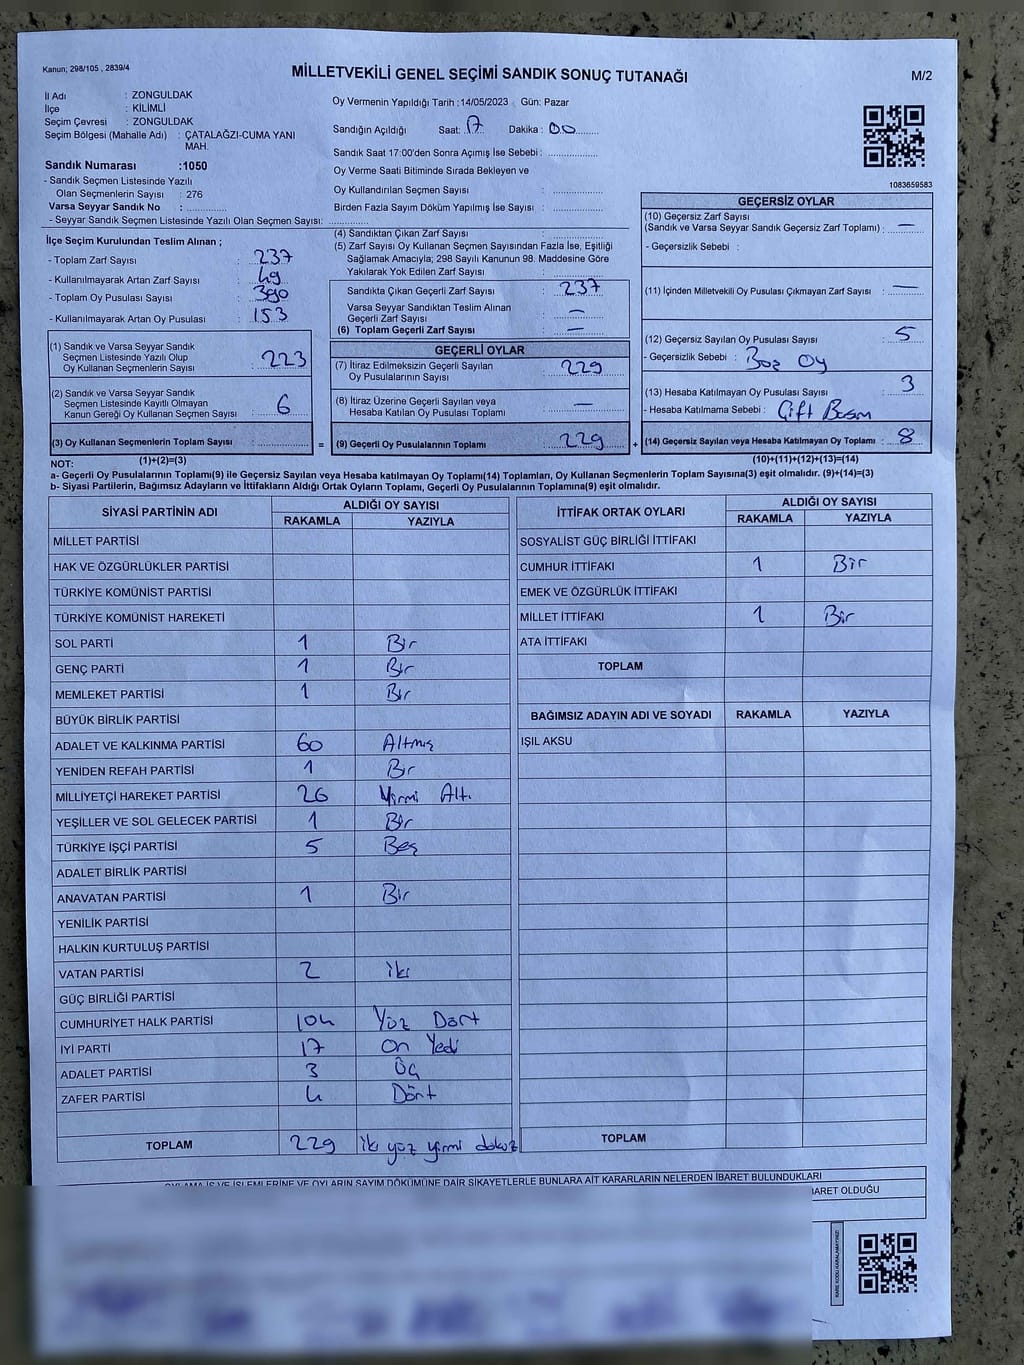 Kanun; 298/105 , 2839/4
MİLLETVEKİLİ GENEL SEÇİMİ SANDIK SONUÇ TUTANAĞI
M/2
İl Adı : ZONGULDAK
İlçe : KİLİMLİ
Seçim Çevresi : ZONGULDAK
Seçim Bölgesi (Mahalle Adı) : ÇATALAĞZI-CUMA YANI MAH.
Sandık Numarası :1050
- Sandık Seçmen Listesinde Yazılı
Olan Seçmenlerin Sayısı : 276
Varsa Seyyar Sandık No :
- Seyyar Sandık Seçmen Listesinde Yazılı Olan Seçmen Sayısı:
Oy Vermenin Yapıldığı Tarih :14/05/2023 Gün: Pazar
Sandığın Açıldığı Saat: 17 Dakika : 00
Sandık Saat 17:00'den Sonra Açımış İse Sebebi :
Oy Verme Saati Bitiminde Sırada Bekleyen ve
Oy Kullandırılan Seçmen Sayısı :
Birden Fazla Sayım Döküm Yapılmış İse Sayısı :
1083659583
İlçe Seçim Kurulundan Teslim Alınan ;
- Toplam Zarf Sayısı : 237
- Kullanılmayarak Artan Zarf Sayısı : 49
- Toplam Oy Pusulası Sayısı : 390
- Kullanılmayarak Artan Oy Pusulası : 153
(4) Sandıktan Çıkan Zarf Sayısı :
(5) Zarf Sayısı Oy Kullanan Seçmen Sayısından Fazla İse, Eşitliği
Sağlamak Amacıyla; 298 Sayılı Kanunun 98. Maddesine Göre
Yakılarak Yok Edilen Zarf Sayısı :
Sandıkta Çıkan Geçerli Zarf Sayısı : 237
Varsa Seyyar Sandıktan Teslim Alınan
Geçerli Zarf Sayısı : —
(6) Toplam Geçerli Zarf Sayısı : —
GEÇERSİZ OYLAR
(10) Geçersiz Zarf Sayısı
(Sandık ve Varsa Seyyar Sandık Geçersiz Zarf Toplamı) : —
- Geçersizlik Sebebi :
(11) İçinden Milletvekili Oy Pusulası Çıkmayan Zarf Sayısı : —
(12) Geçersiz Sayılan Oy Pusulası Sayısı : 5
- Geçersizlik Sebebi : Boş Oy
(13) Hesaba Katılmayan Oy Pusulası Sayısı : 3
- Hesaba Katılmama Sebebi : Çift Basım
(14) Geçersiz Sayılan veya Hesaba Katılmayan Oy Toplamı : 8
(10)+(11)+(12)+(13)=(14)
(1) Sandık ve Varsa Seyyar Sandık
Seçmen Listesinde Yazılı Olup
Oy Kullanan Seçmenlerin Sayısı : 223
(2) Sandık ve Varsa Seyyar Sandık
Seçmen Listesinde Kayıtlı Olmayan
Kanun Gereği Oy Kullanan Seçmen Sayısı : 6
(3) Oy Kullanan Seçmenlerin Toplam Sayısı : =
(1)+(2)=(3)
GEÇERLİ OYLAR
(7) İtiraz Edilmeksizin Geçerli Sayılan
Oy Pusulalarının Sayısı : 229
(8) İtiraz Üzerine Geçerli Sayılan veya
Hesaba Katılan Oy Pusulası Toplamı : —
(9) Geçerli Oy Pusulalarının Toplamı : 229 +
NOT:
a- Geçerli Oy Pusulalarının Toplamı(9) ile Geçersiz Sayılan veya Hesaba katılmayan Oy Toplamı(14) Toplamları, Oy Kullanan Seçmenlerin Toplam Sayısına(3) eşit olmalıdır. (9)+(14)=(3)
b- Siyasi Partilerin, Bağımsız Adayların ve İttifakların Aldığı Ortak Oyların Toplamı, Geçerli Oy Pusulalarının Toplamına(9) eşit olmalıdır.
SİYASİ PARTİNİN ADI ALDIĞI OY SAYISI
RAKAMLA YAZIYLA
MİLLET PARTİSİ
HAK VE ÖZGÜRLÜKLER PARTİSİ
TÜRKİYE KOMÜNİST PARTİSİ
TÜRKİYE KOMÜNİST HAREKETİ
SOL PARTİ 1 Bir
GENÇ PARTİ 1 Bir
MEMLEKET PARTİSİ 1 Bir
BÜYÜK BİRLİK PARTİSİ
ADALET VE KALKINMA PARTİSİ 60 Altmış
YENİDEN REFAH PARTİSİ 1 Bir
MİLLİYETÇİ HAREKET PARTİSİ 26 Yirmi Altı
YEŞİLLER VE SOL GELECEK PARTİSİ 1 Bir
TÜRKİYE İŞÇİ PARTİSİ 5 Beş
ADALET BİRLİK PARTİSİ
ANAVATAN PARTİSİ 1 Bir
YENİLİK PARTİSİ
HALKIN KURTULUŞ PARTİSİ
VATAN PARTİSİ 2 iki
GÜÇ BİRLİĞİ PARTİSİ
CUMHURİYET HALK PARTİSİ 104 Yüz Dört
İYİ PARTİ 17 On Yedi
ADALET PARTİSİ 3 Üç
ZAFER PARTİSİ 4 Dört
TOPLAM 229 iki yüz yirmi dokuz
İTTİFAK ORTAK OYLARI ALDIĞI OY SAYISI
RAKAMLA YAZIYLA
SOSYALİST GÜÇ BİRLİĞİ İTTİFAKI
CUMHUR İTTİFAKI 1 Bir
EMEK VE ÖZGÜRLÜK İTTİFAKI
MİLLET İTTİFAKI 1 Bir
ATA İTTİFAKI
TOPLAM
BAĞIMSIZ ADAYIN ADI VE SOYADI RAKAMLA YAZIYLA
IŞIL AKSU
TOPLAM
OYLAMA İŞ VE İŞLEMLERİNE VE OYLARIN SAYIM DÖKÜMÜNE DAİR ŞİKAYETLERLE BUNLARA AİT KARARLARIN NELERDEN İBARET BULUNDUKLARI
BARET OLDUĞU
KARE KODU KARALAMAYINIZ!